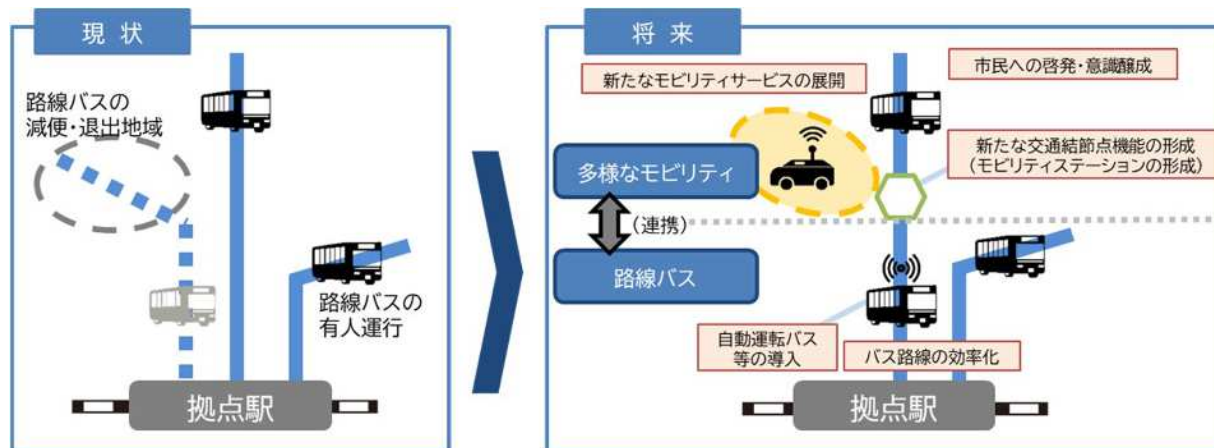 現 状
路線バスの
減便・退出地域
路線バスの
有人運行
拠点駅
将 来
新たなモビリティサービスの展開
市民への啓発・意識醸成
新たな交通結節点機能の形成
(モビリティステーションの形成)
多様なモビリティ
(連携)
路線バス
自動運転バス
等の導入
バス路線の効率化
拠点駅